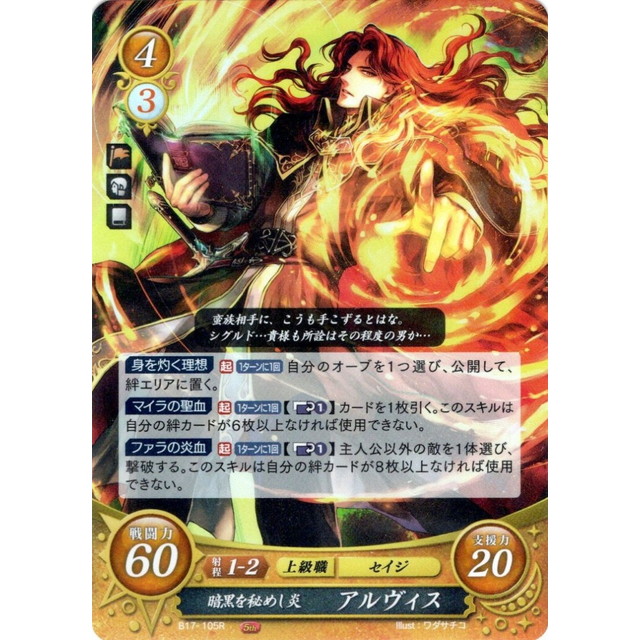 4
3
蛮族相手に、こうも手こずるとはな。
シグルド…貴様も所詮はその程度の男か…
身を灼く理想 起 1ターンに1回 自分のオーブを1つ選び、公開して、
絆エリアに置く。
マイラの聖血 起 1ターンに1回 【1】カードを1枚引く。このスキルは
自分の絆カードが6枚以上なければ使用できない。
ファラの炎血 起 1ターンに1回 【1】主人公以外の敵を1体選び、
撃破する。このスキルは自分の絆カードが8枚以上なければ使用
できない。
戦闘力
60
射程 1-2
上級職
セイジ
支援力
20
暗黒を秘めし炎 アルヴィス
B17-105R
Illust：ワダサチコ